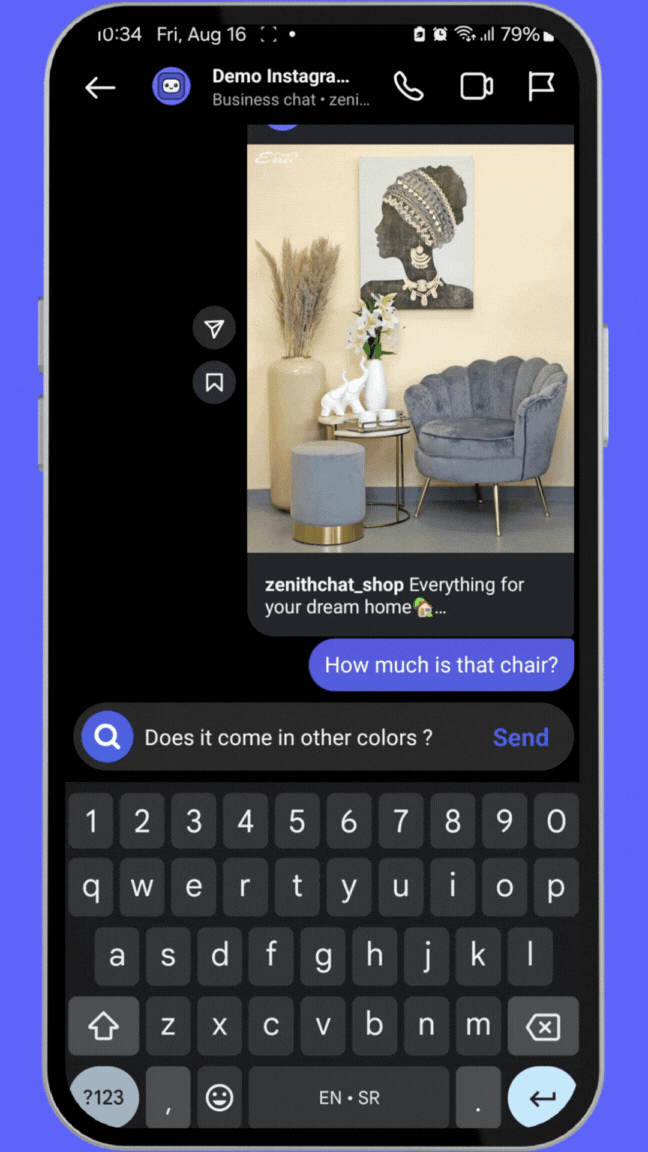 10:34 Fri, Aug 16 79%
Demo Instagra...
Business chat • zeni...
zenithchat_shop Everything for
your dream home🏡...
How much is that chair?
Does it come in other colors ? Send
1 2 3 4 5 6 7 8 9 0
q w e r t y u i o p
a s d f g h j k l
z x c v b n m
?123 , EN • SR .